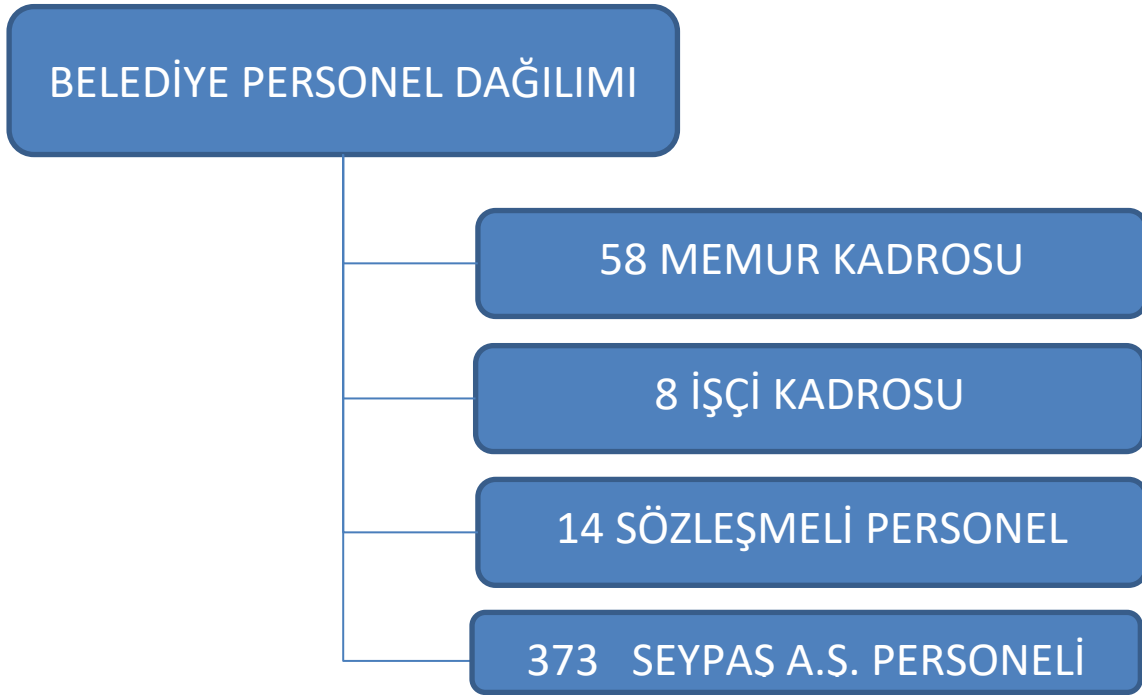 BELEDİYE PERSONEL DAĞILIMI
58 MEMUR KADROSU
8 İŞÇİ KADROSU
14 SÖZLEŞMELİ PERSONEL
373 SEYPAS A.S. PERSONELİ